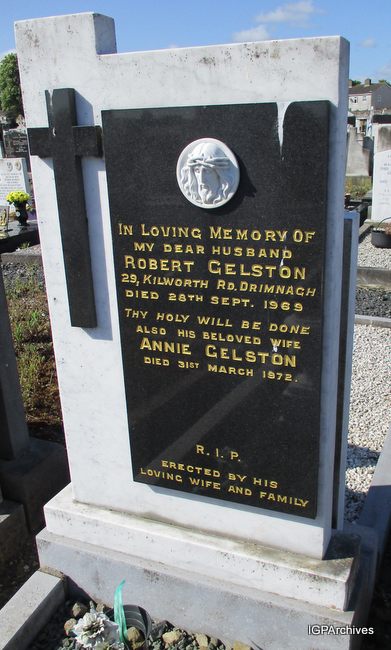 IN LOVING MEMORY OF
MY DEAR HUSBAND
ROBERT GELSTON
29, KILWORTH RD. DRIMNAGH
DIED 28TH SEPT. 1969
THY HOLY WILL BE DONE
ALSO HIS BELOVED WIFE
ANNIE GELSTON
DIED 31ST MARCH 1972.
R.I.P.
ERECTED BY HIS
LOVING WIFE AND FAMILY
IGPArchives